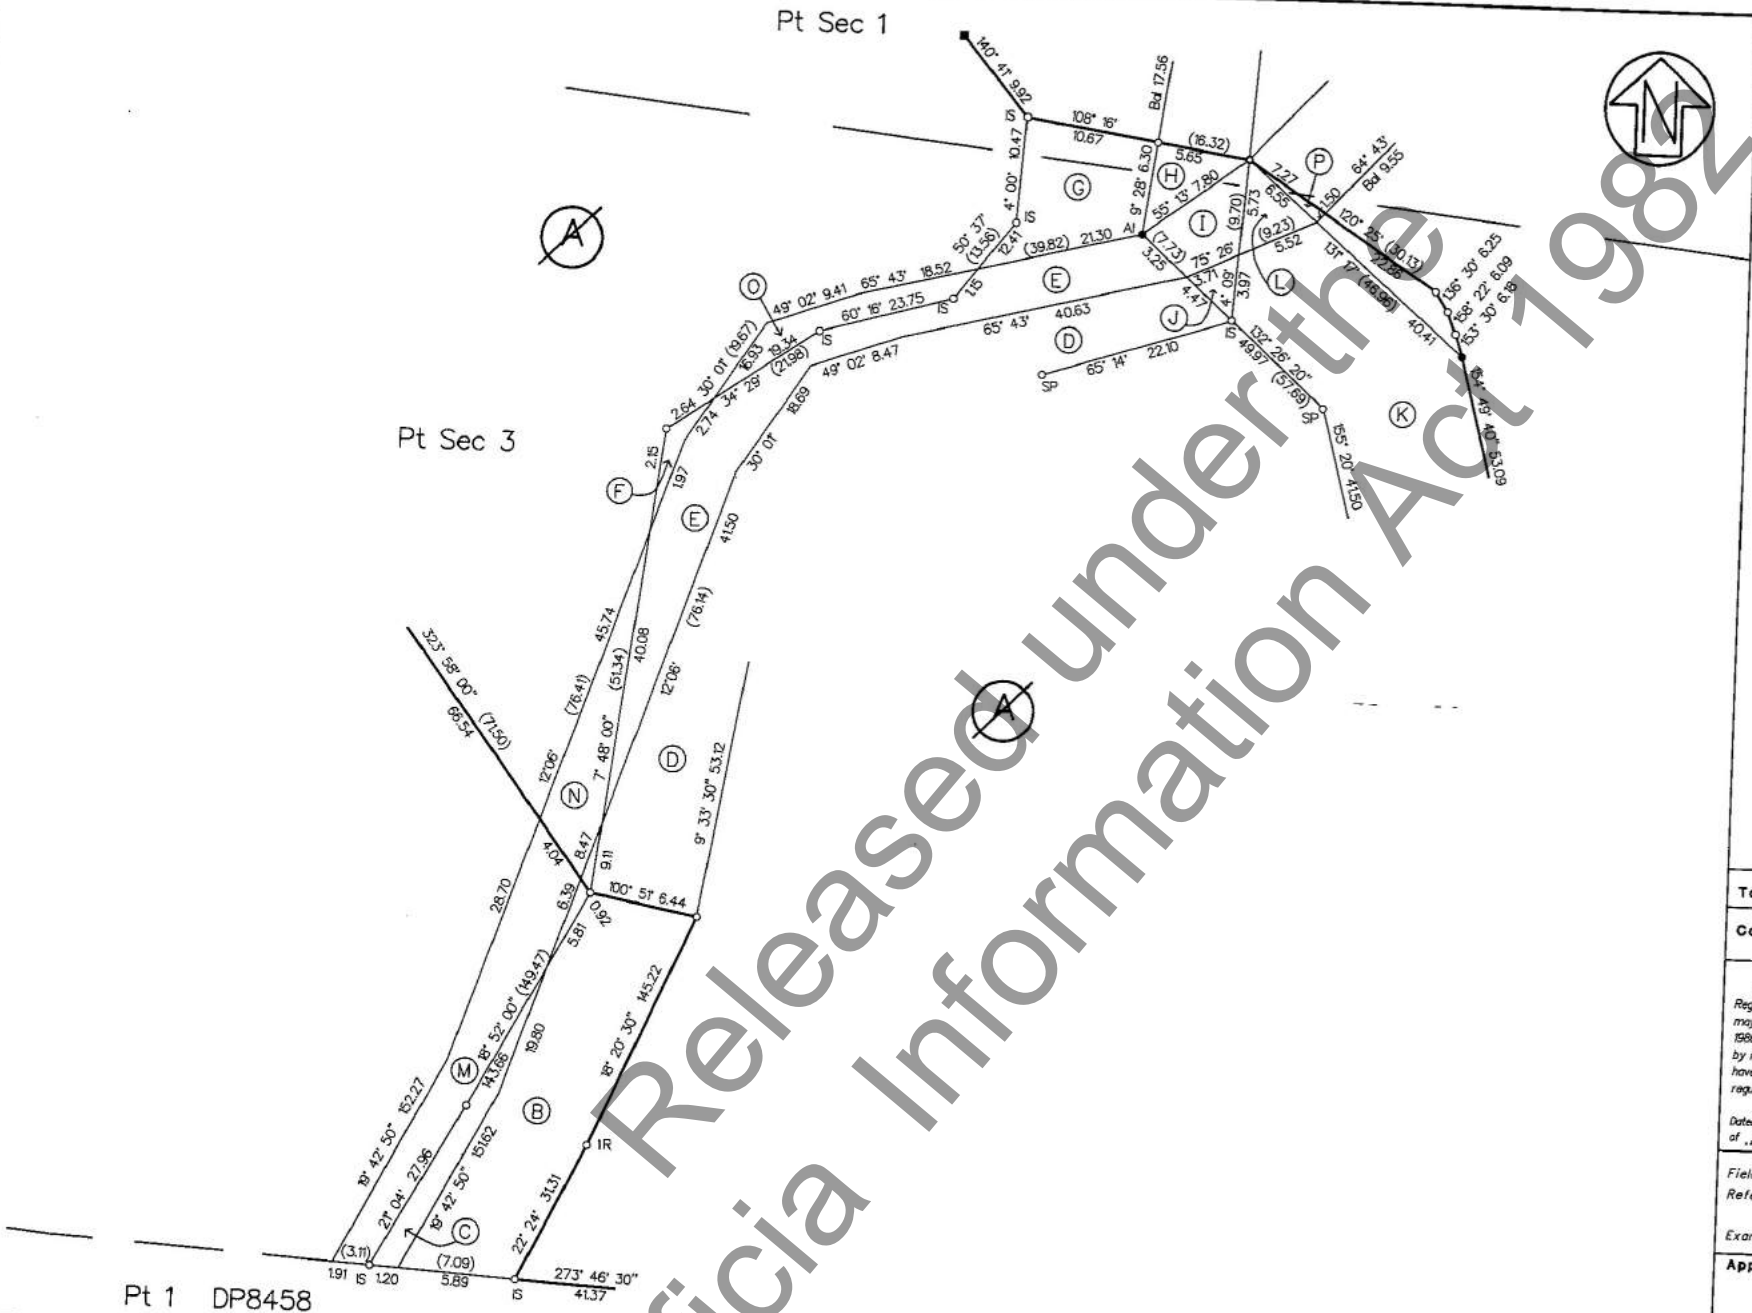 Pt Sec 1
140° 41' 9.92
IS
108° 16'
10.67
Bal 17.56
(16.32)
5.65
N
4° 00' 10.47
G
H
9° 28' 6.30
55° 13' 7.80
I
(9.70)
5.73
7.27
6.55
P
1.50
64° 43'
Bal 9.55
120° 25' (30.13)
22.86
A
IS
50° 37'
(13.56)
12.41
AI
(39.82) 21.30
(7.73)
3.25
75° 26'
(9.23)
5.52
131° 17' (46.96)
40.41
136° 30' 6.25
158° 22' 6.09
153° 30' 6.18
O
49° 02' 9.41
65° 43' 18.52
60° 16' 23.75
IS
1.15
E
3.71
4.47
4° 09'
3.97
L
J
IS
65° 43' 40.63
D
65° 14' 22.10
SP
132° 26' 20"
49.97 (57.69)
SP
155° 20' 41.50
K
154° 49' 40" 53.09
2.64 30° 01' (19.67)
16.93
19.34
34° 29' (21.98)
2.74
IS
49° 02' 8.47
18.69
30° 01'
Pt Sec 3
2.15
F
1.97
E
41.50
(76.14)
12°06'
45.74
(76.41)
12°06'
40.08
(51.34)
7° 48' 00"
323° 58' 00" (71.50)
66.54
A
D
9° 33' 30" 53.12
N
4.04
8.47
9.11
100° 51' 6.44
28.70
6.39
0.92
5.81
18° 52' 00" (149.47)
143.66
19.80
M
B
18° 20' 30" 145.22
1R
19° 42' 50" 152.27
21° 04' 27.96
19° 42' 50" 151.62
C
22° 24' 31.31
(3.11)
1.91
IS
1.20
(7.09)
5.89
IS
273° 46' 30"
41.37
Pt 1 DP8458
Released under the
Official Information Act 1982
by
have
Dated
of